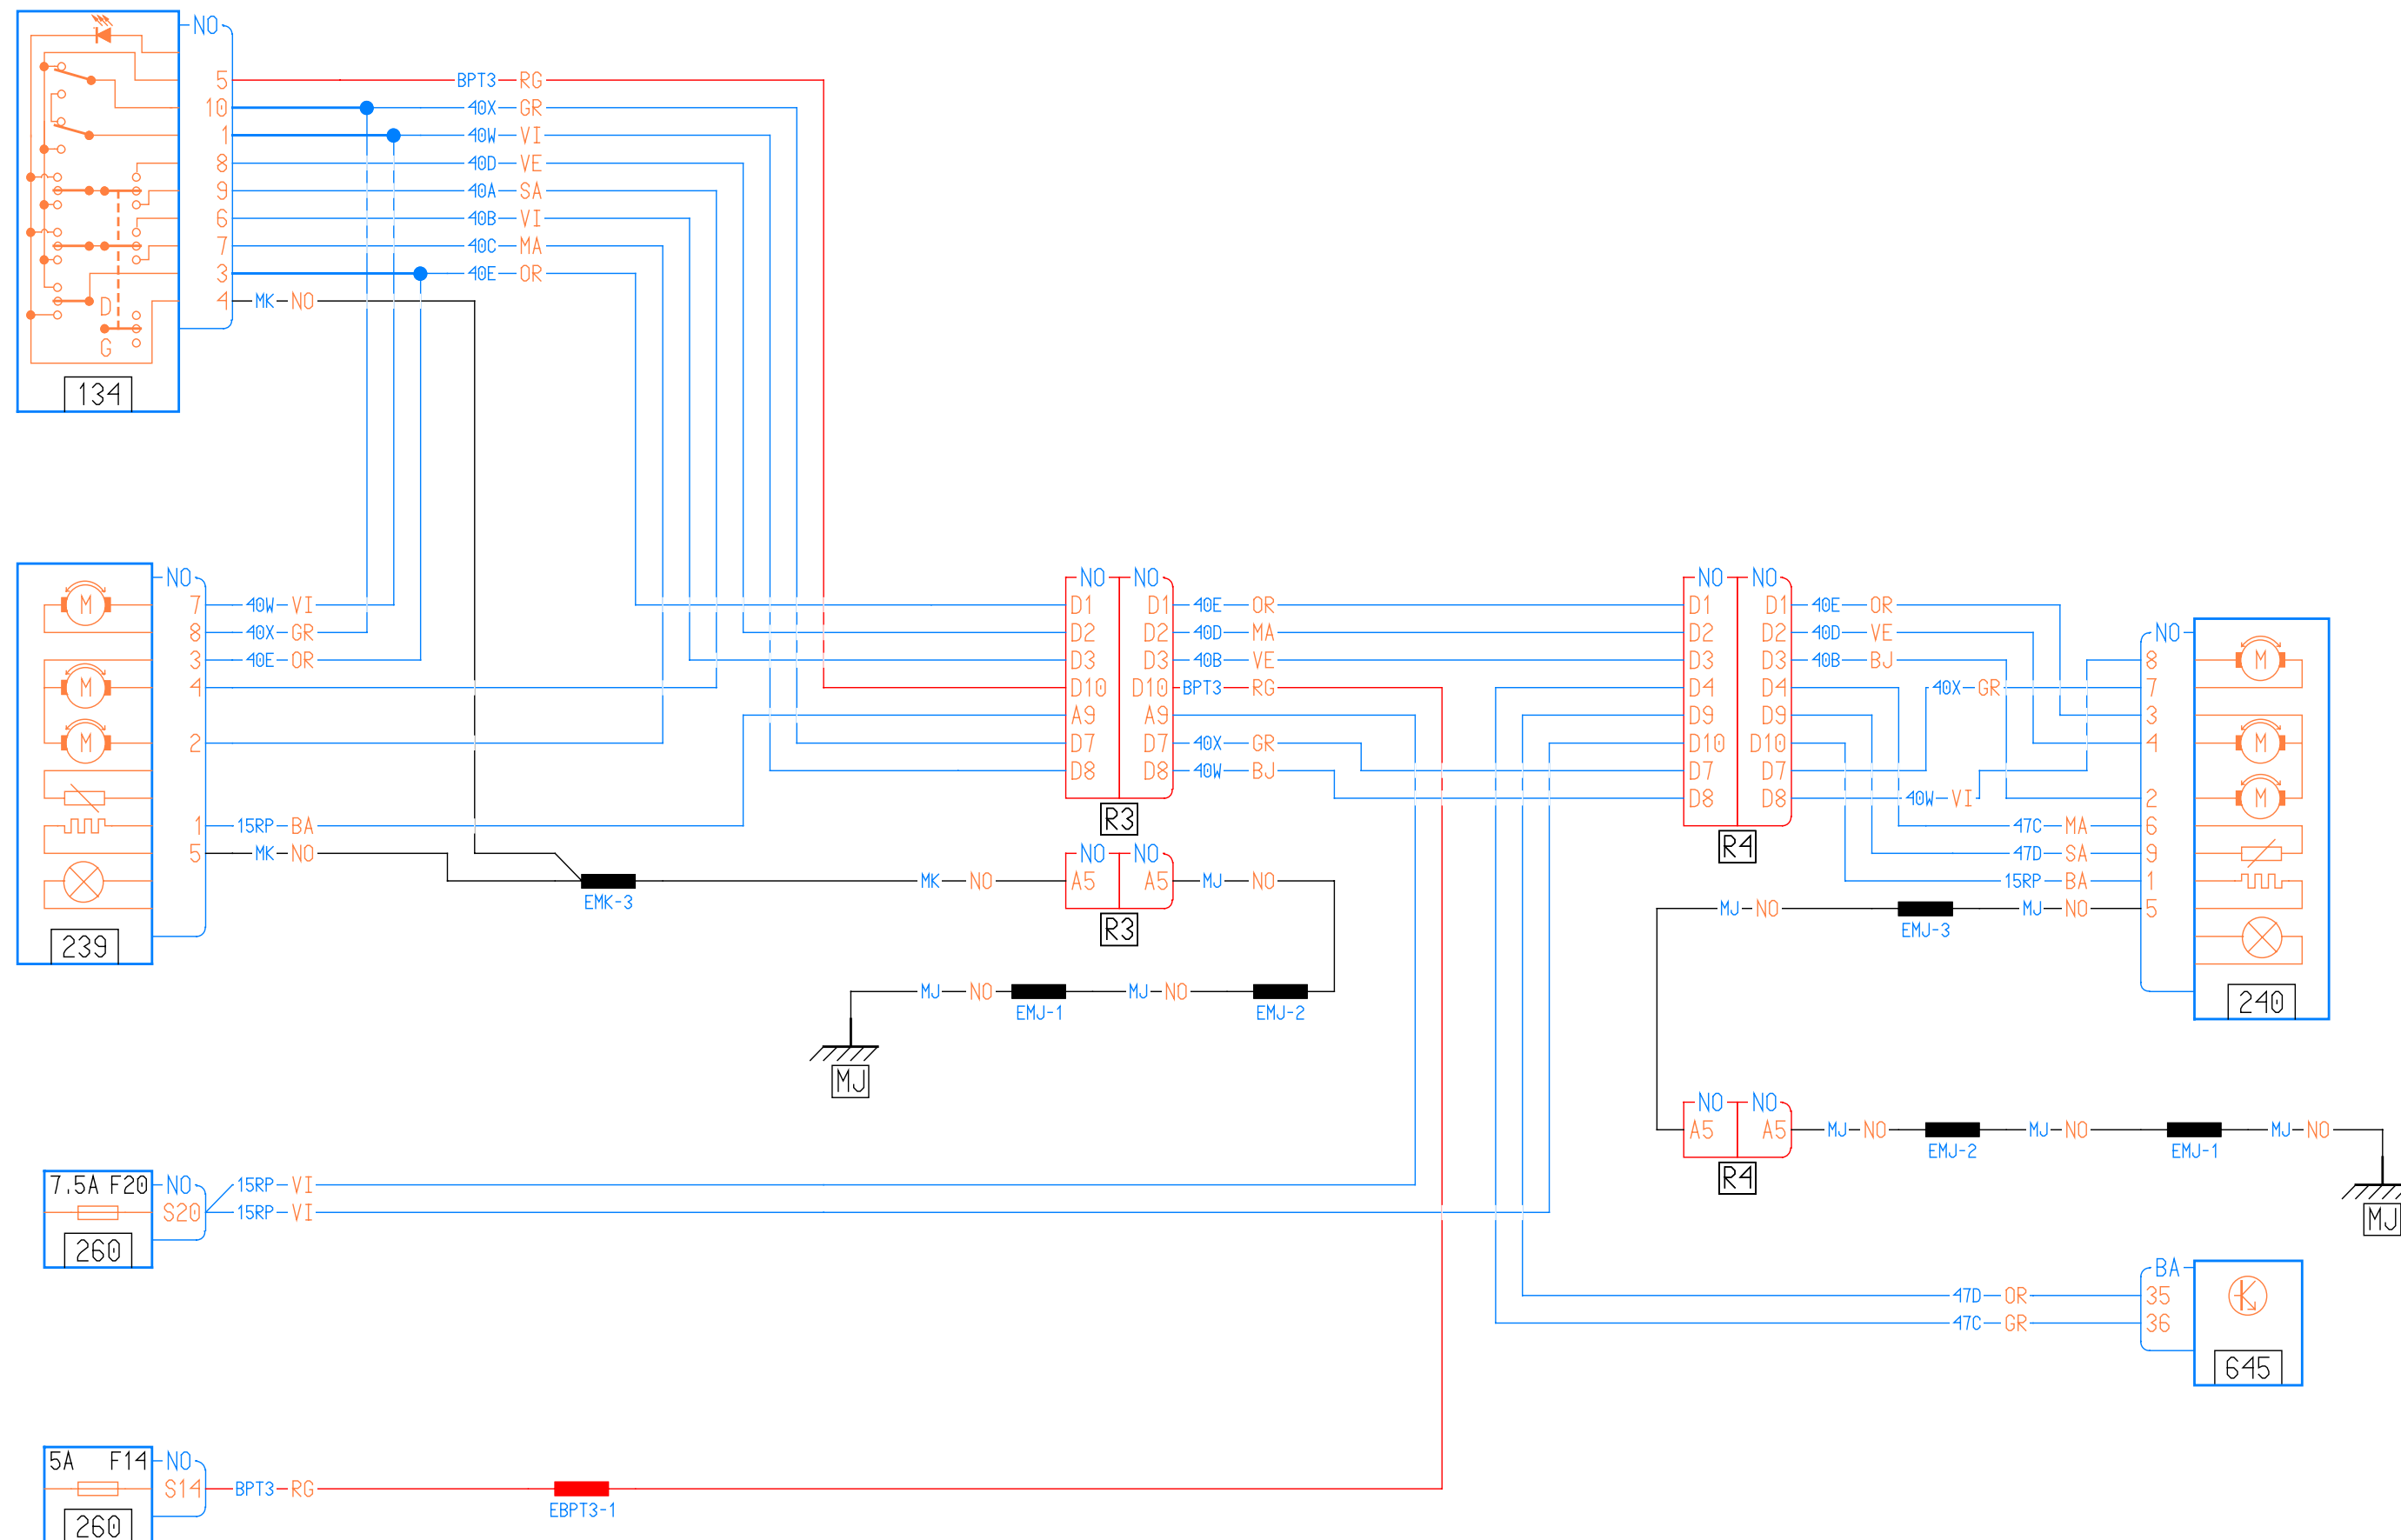 NO
5 BPT3 RG
10 40X GR
1 40W VI
8 40D VE
9 40A SA
6 40B VI
7 40C MA
3 40E OR
4 MK NO
D
G
134
NO
M
7 40W VI
8 40X GR
3 40E OR
M
4
M
2
1 15RP BA
5 MK NO
239
EMK-3
MK NO
NO NO
D1 D1 40E OR
D2 D2 40D MA
D3 D3 40B VE
D10 D10 BPT3 RG
A9 A9
D7 D7 40X GR
D8 D8 40W BJ
R3
NO NO
A5 A5 MJ NO
R3
MJ NO EMJ-1 MJ NO EMJ-2
MJ
NO NO
D1 D1 40E OR
D2 D2 40D VE
D3 D3 40B BJ
D4 D4 40X GR
D9 D9
D10 D10
D7 D7
D8 D8 40W VI
R4
NO
8 M
7
3
4 M
2 M
47C MA 6
47D SA 9
15RP BA 1
MJ NO EMJ-3 MJ NO 5
240
NO NO
A5 A5 MJ NO EMJ-2 MJ NO EMJ-1 MJ NO
R4
MJ
7.5A F20 NO 15RP VI
S20 15RP VI
260
BA
47D OR 35
47C GR 36
645
5A F14 NO
S14 BPT3 RG
EBPT3-1
260